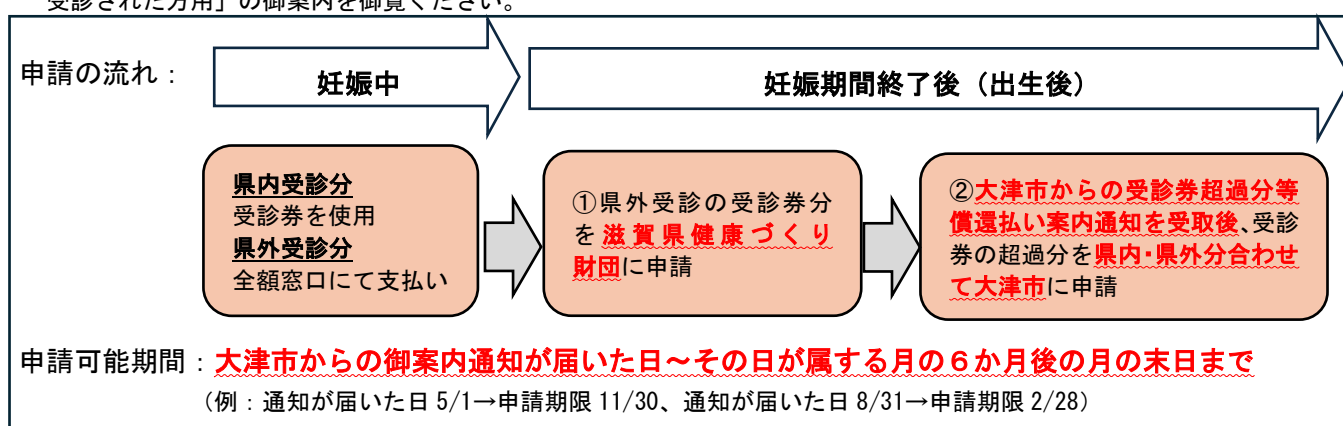 受診された方用」の御案内を御覧ください。
申請の流れ：
妊娠中
妊娠期間終了後（出生後）
県内受診分
受診券を使用
県外受診分
全額窓口にて支払い
①県外受診の受診券分
を滋賀県健康づくり
財団に申請
②大津市からの受診券超過分等
償還払い案内通知を受取後、受診
券の超過分を県内・県外分合わせ
て大津市に申請
申請可能期間：大津市からの御案内通知が届いた日～その日が属する月の６か月後の月の末日まで
（例：通知が届いた日 5/1→申請期限 11/30、通知が届いた日 8/31→申請期限 2/28）